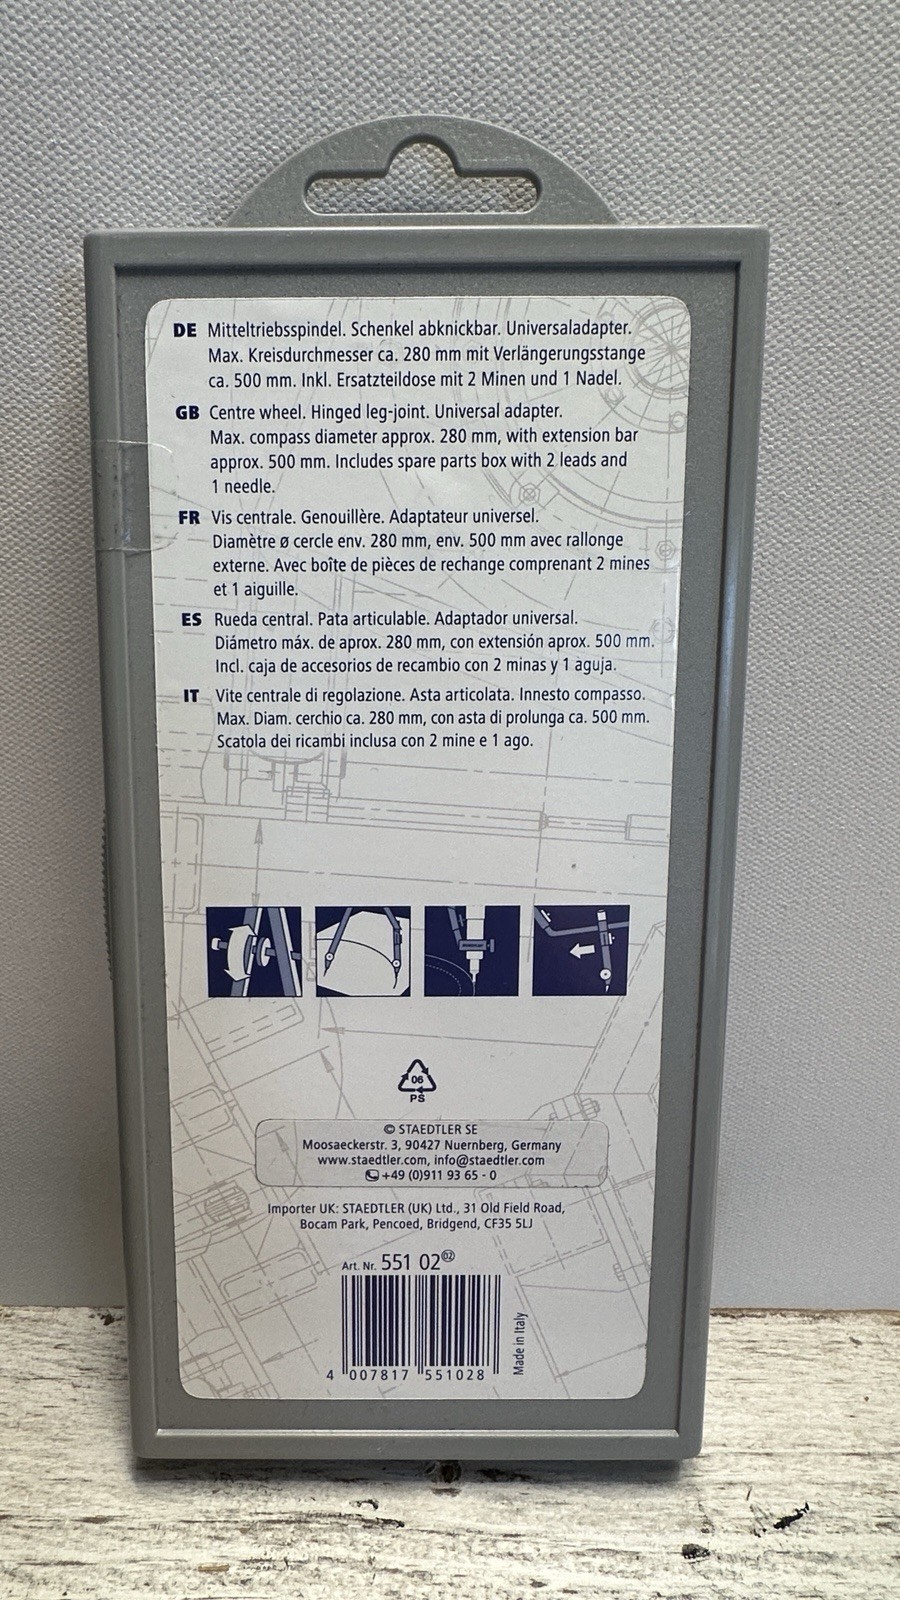 DE Mitteltriebsspindel. Schenkel abknickbar. Universaladapter.
Max. Kreisdurchmesser ca. 280 mm mit Verlängerungsstange
ca. 500 mm. Inkl. Ersatzteildose mit 2 Minen und 1 Nadel.
GB Centre wheel. Hinged leg-joint. Universal adapter.
Max. compass diameter approx. 280 mm, with extension bar
approx. 500 mm. Includes spare parts box with 2 leads and
1 needle.
FR Vis centrale. Genouillère. Adaptateur universel.
Diamètre ø cercle env. 280 mm, env. 500 mm avec rallonge
externe. Avec boîte de pièces de rechange comprenant 2 mines
et 1 aiguille.
ES Rueda central. Pata articulable. Adaptador universal.
Diámetro máx. de aprox. 280 mm, con extensión aprox. 500 mm.
Incl. caja de accesorios de recambio con 2 minas y 1 aguja.
IT Vite centrale di regolazione. Asta articolata. Innesto compasso.
Max. Diam. cerchio ca. 280 mm, con asta di prolunga ca. 500 mm.
Scatola dei ricambi inclusa con 2 mine e 1 ago.
06
PS
© STAEDTLER SE
Moosaeckerstr. 3, 90427 Nuernberg, Germany
www.staedtler.com, info@staedtler.com
+49 (0)911 93 65 - 0
Importer UK: STAEDTLER (UK) Ltd., 31 Old Field Road,
Bocam Park, Pencoed, Bridgend, CF35 5LJ
Art. Nr. 551 02 02
4 007817 551028
Made in Italy